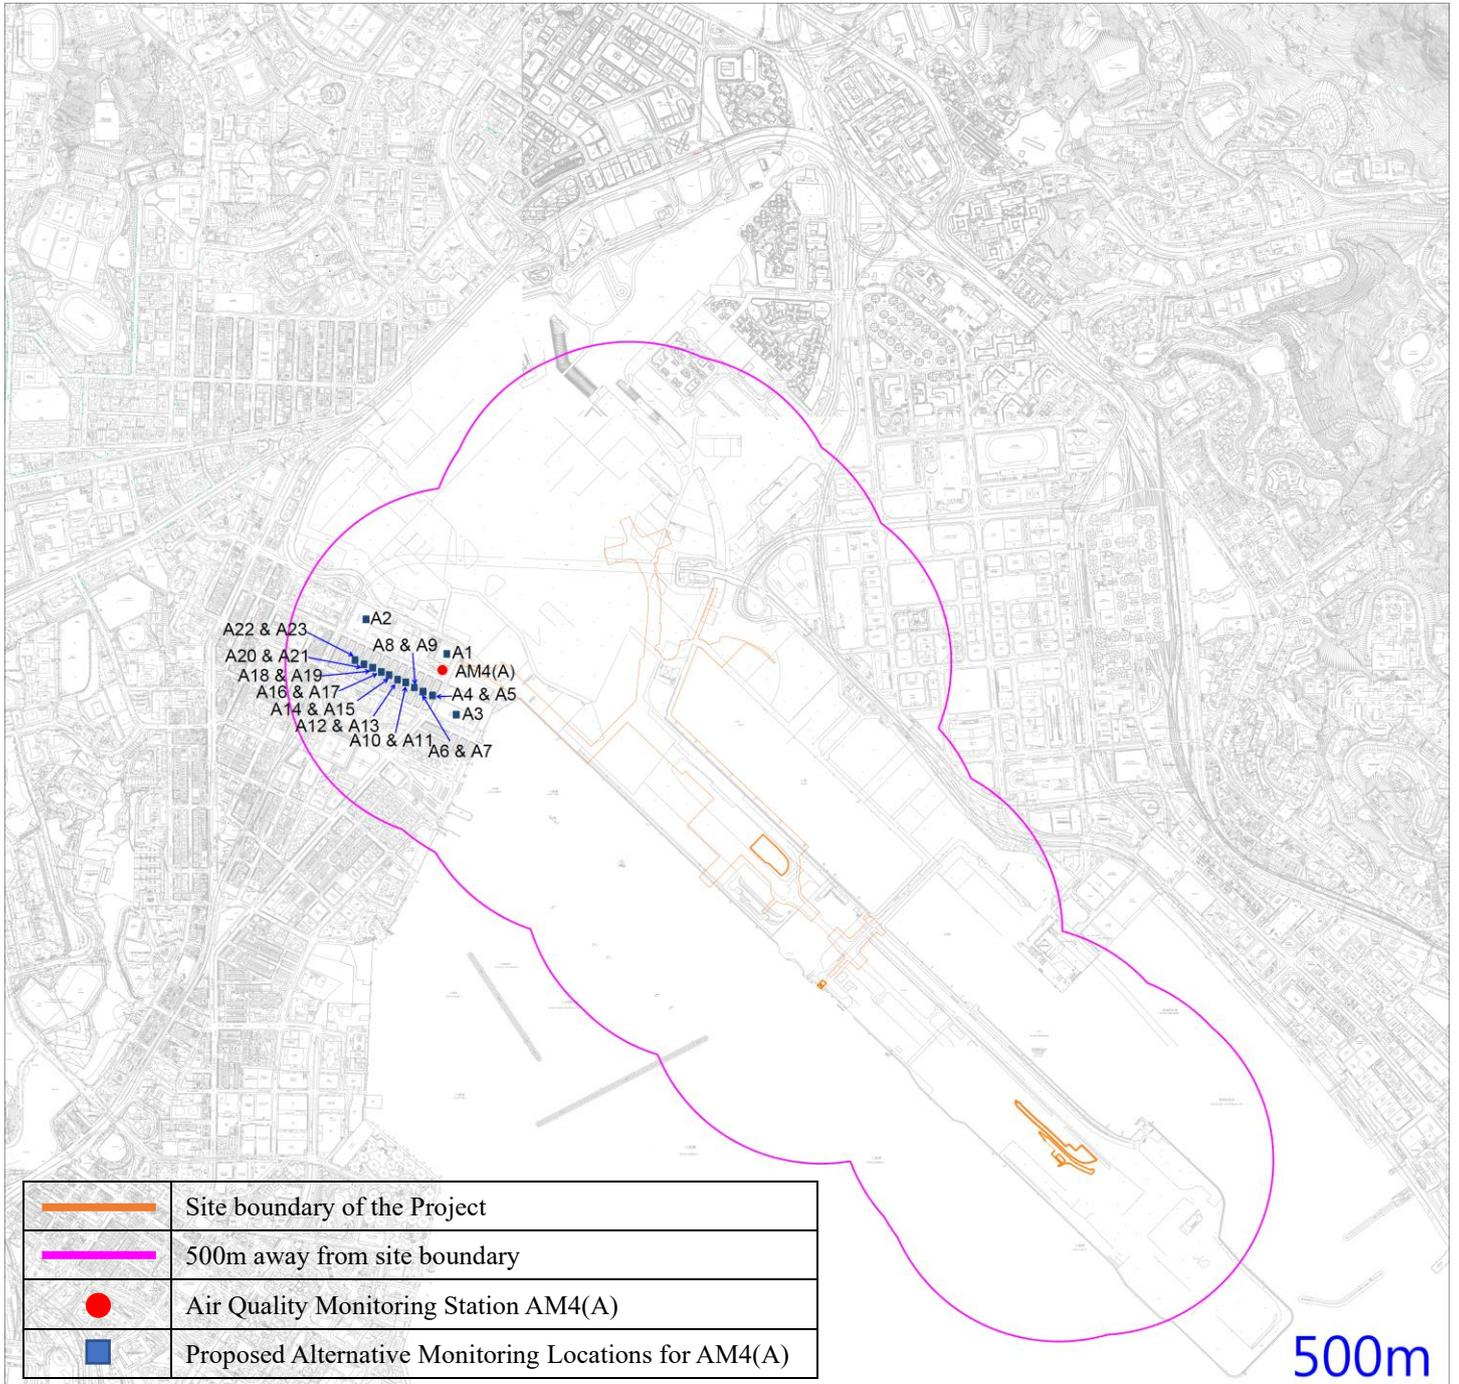 A2
A22 & A23
A8 & A9
A1
A20 & A21
AM4(A)
A18 & A19
A16 & A17
A4 & A5
A14 & A15
A3
A12 & A13
A10 & A11
A6 & A7
Site boundary of the Project
500m away from site boundary
Air Quality Monitoring Station AM4(A)
Proposed Alternative Monitoring Locations for AM4(A)
500m